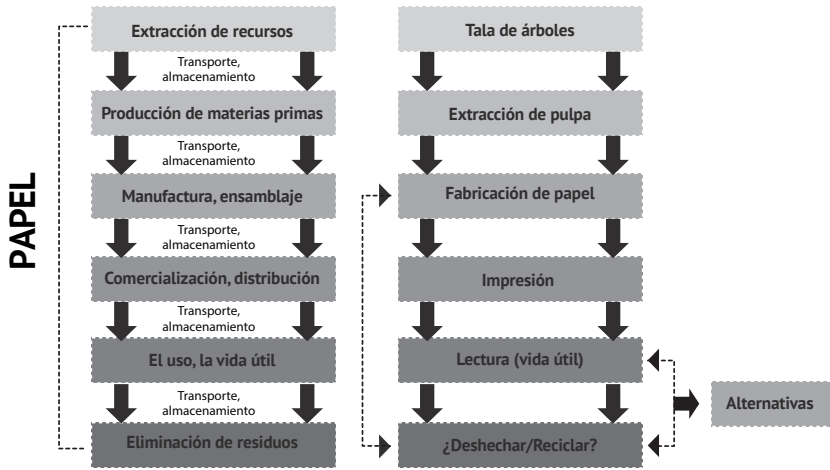 PAPEL
Extracción de recursos
Transporte,
almacenamiento
Producción de materias primas
Transporte,
almacenamiento
Manufactura, ensamblaje
Transporte,
almacenamiento
Comercialización, distribución
Transporte,
almacenamiento
El uso, la vida útil
Transporte,
almacenamiento
Eliminación de residuos
Tala de árboles
Extracción de pulpa
Fabricación de papel
Impresión
Lectura (vida útil)
¿Deshechar/Reciclar?
Alternativas